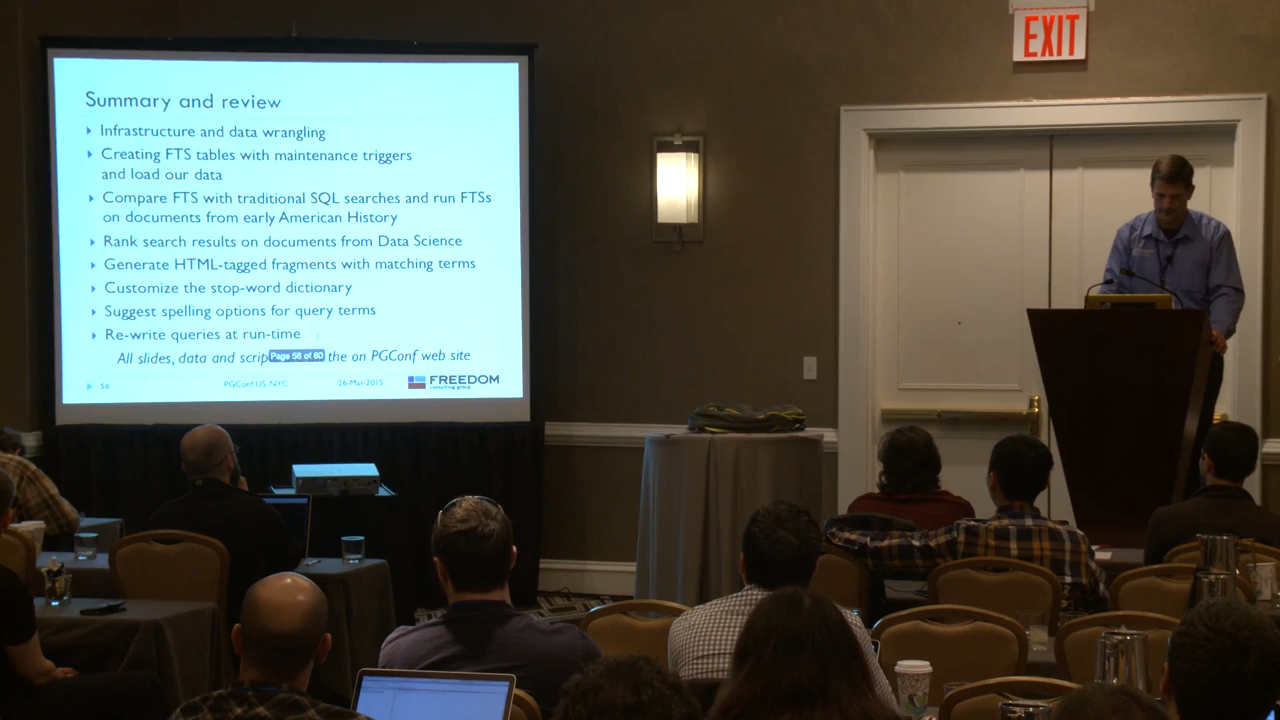 EXIT
Summary and review
Infrastructure and data wrangling
Creating FTS tables with maintenance triggers
and load our data
Compare FTS with traditional SQL searches and run FTSs
on documents from early American History
Rank search results on documents from Data Science
Generate HTML-tagged fragments with matching terms
Customize the stop-word dictionary
Suggest spelling options for query terms
Re-write queries at run-time
All slides, data and scrip Page 56 of 60 the on PGConf web site
56 PGConf US, NYC 26-Mar-2015 FREEDOM
consulting group